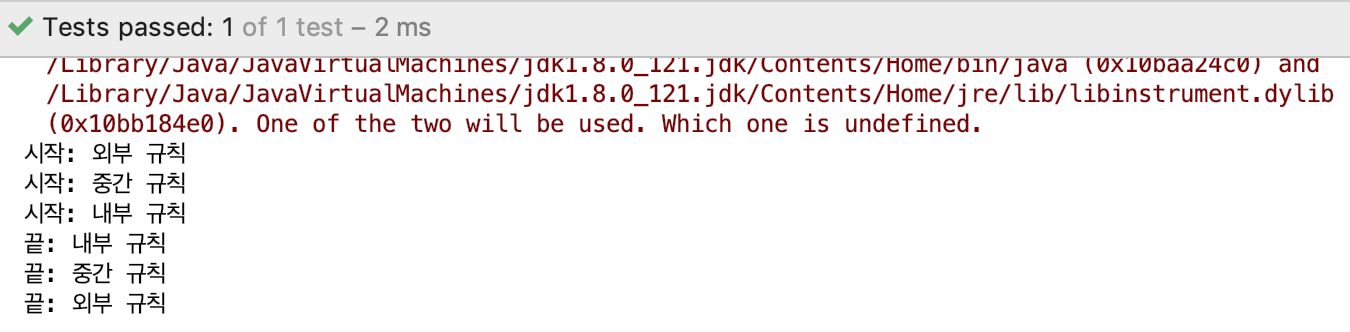 Tests passed: 1 of 1 test – 2 ms
/Library/Java/JavaVirtualMachines/jdk1.8.0_121.jdk/Contents/Home/bin/java (0x10baa24c0) and
/Library/Java/JavaVirtualMachines/jdk1.8.0_121.jdk/Contents/Home/jre/lib/libinstrument.dylib
(0x10bb184e0). One of the two will be used. Which one is undefined.
시작: 외부 규칙
시작: 중간 규칙
시작: 내부 규칙
끝: 내부 규칙
끝: 중간 규칙
끝: 외부 규칙